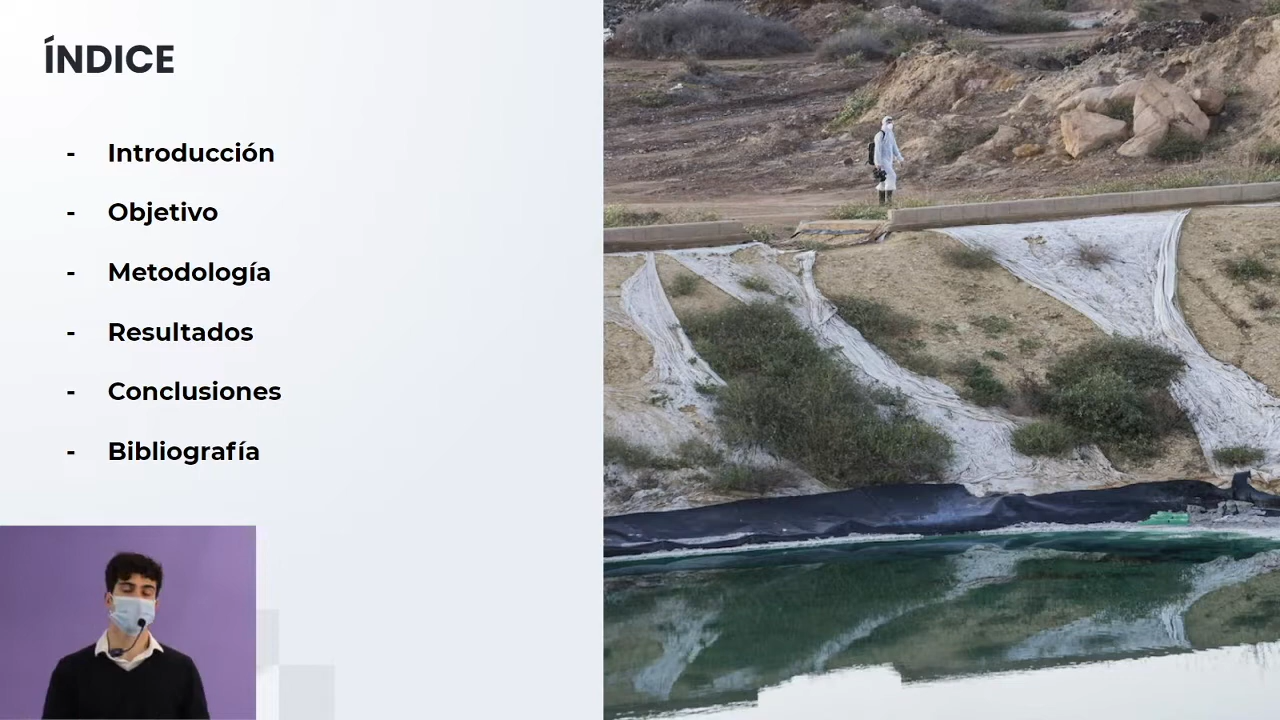 ÍNDICE
- Introducción
- Objetivo
- Metodología
- Resultados
- Conclusiones
- Bibliografía